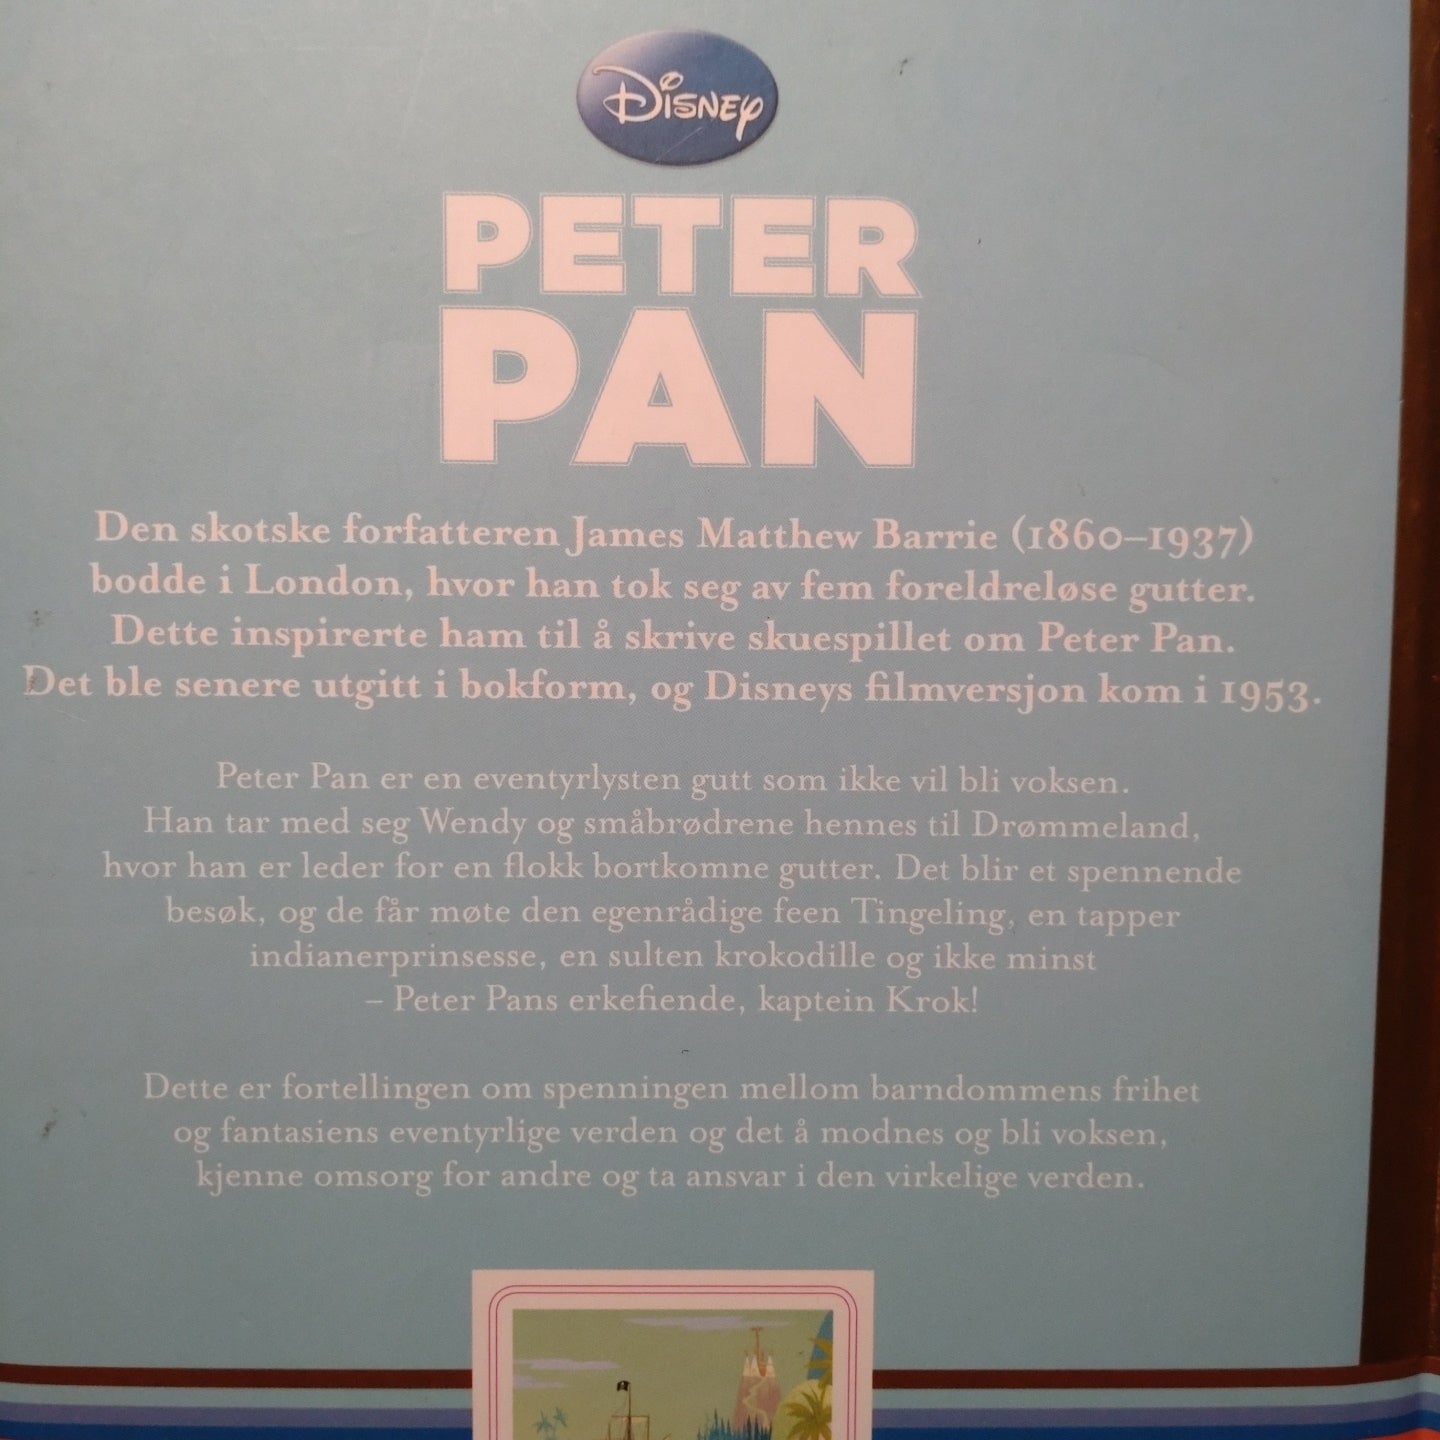 Disney
PETER
PAN
Den skotske forfatteren James Matthew Barrie (1860–1937)
bodde i London, hvor han tok seg av fem foreldreløse gutter.
Dette inspirerte ham til å skrive skuespillet om Peter Pan.
Det ble senere utgitt i bokform, og Disneys filmversjon kom i 1953.
Peter Pan er en eventyrlysten gutt som ikke vil bli voksen.
Han tar med seg Wendy og småbrødrene hennes til Drømmeland,
hvor han er leder for en flokk bortkomne gutter. Det blir et spennende
besøk, og de får møte den egenrådige feen Tingeling, en tapper
indianerprinsesse, en sulten krokodille og ikke minst
– Peter Pans erkefiende, kaptein Krok!
Dette er fortellingen om spenningen mellom barndommens frihet
og fantasiens eventyrlige verden og det å modnes og bli voksen,
kjenne omsorg for andre og ta ansvar i den virkelige verden.